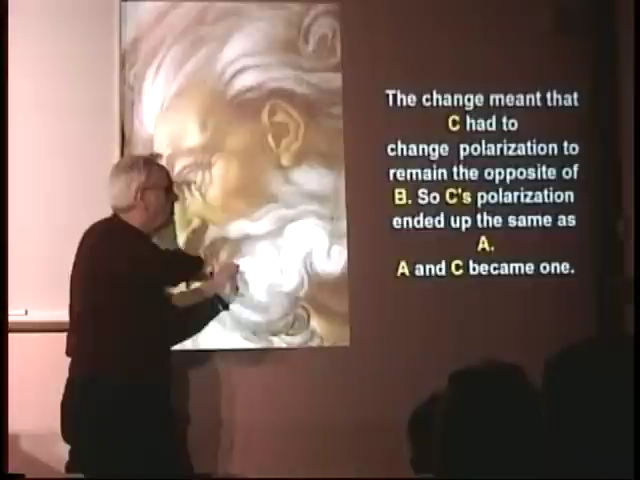 The change meant that
C had to
change polarization to
remain the opposite of
B. So C's polarization
ended up the same as
A.
A and C became one.